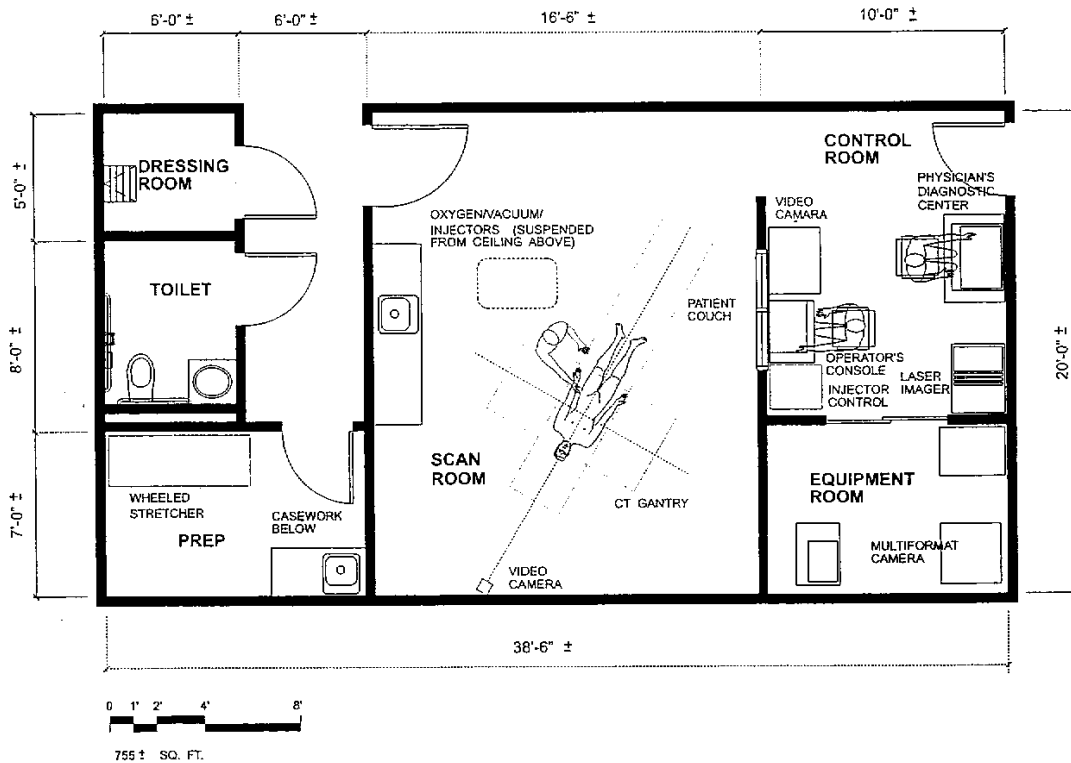 6'-0" ±
6'-0" ±
16'-6" ±
10'-0" ±
5'-0" ±
8'-0" ±
7'-0" ±
20'-0" ±
DRESSING
ROOM
TOILET
WHEELED
STRETCHER
PREP
CASEWORK
BELOW
OXYGEN/VACUUM/
INJECTORS (SUSPENDED
FROM CEILING ABOVE)
PATIENT
COUCH
SCAN
ROOM
CT GANTRY
VIDEO
CAMERA
CONTROL
ROOM
PHYSICIAN'S
DIAGNOSTIC
CENTER
VIDEO
CAMARA
OPERATOR'S
CONSOLE
INJECTOR
CONTROL
LASER
IMAGER
EQUIPMENT
ROOM
MULTIFORMAT
CAMERA
38'-6" ±
0 1' 2' 4' 8'
755 ± SQ. FT.